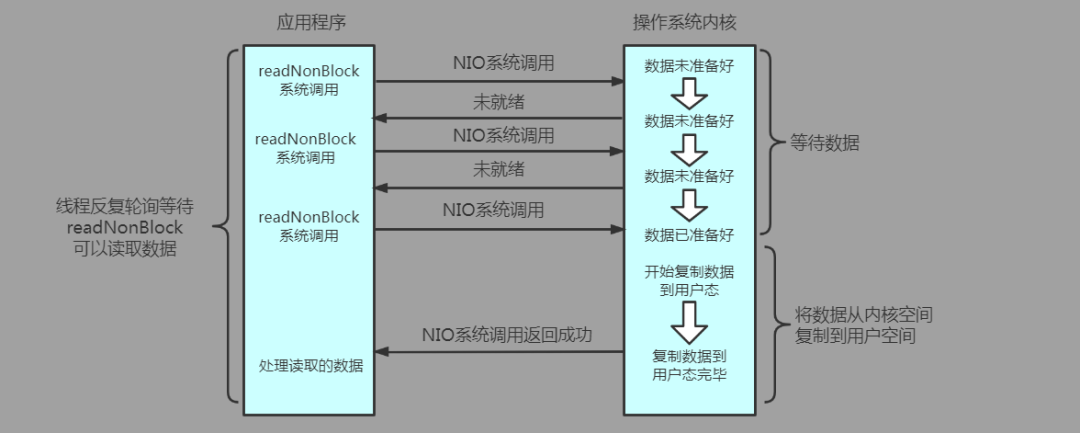 应用程序
操作系统内核
readNonBlock
系统调用
NIO系统调用
数据未准备好
未就绪
数据未准备好
readNonBlock
系统调用
NIO系统调用
等待数据
未就绪
数据未准备好
线程反复轮询等待
readNonBlock
可以读取数据
readNonBlock
系统调用
NIO系统调用
数据已准备好
开始复制数据
到用户态
将数据从内核空间
复制到用户空间
NIO系统调用返回成功
处理读取的数据
复制数据到
用户态完毕